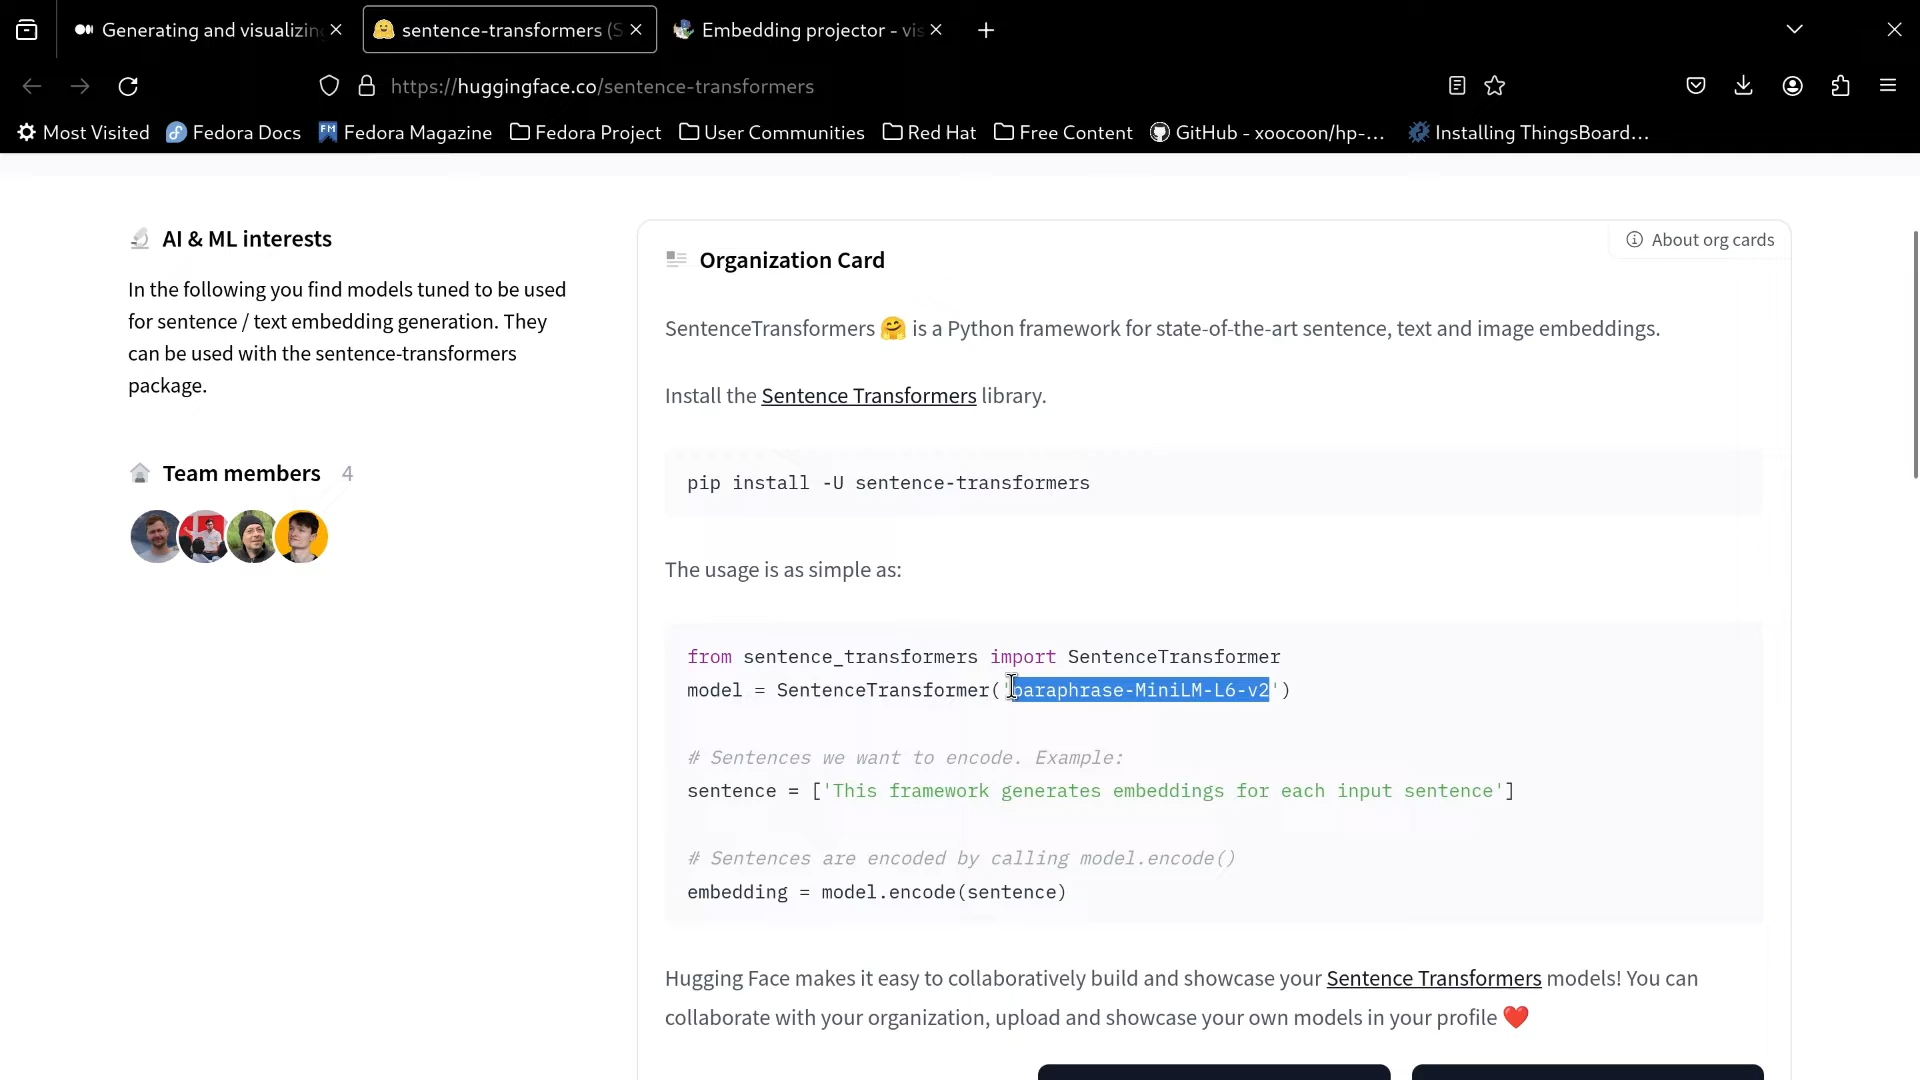 Generating and visualizing
sentence-transformers (S
Embedding projector - vis
https://huggingface.co/sentence-transformers
Most Visited
Fedora Docs
FM Fedora Magazine
Fedora Project
User Communities
Red Hat
Free Content
GitHub - xoocoon/hp-...
Installing ThingsBoard...
AI & ML interests
In the following you find models tuned to be used
for sentence / text embedding generation. They
can be used with the sentence-transformers
package.
Team members 4
About org cards
Organization Card
SentenceTransformers 🤗 is a Python framework for state-of-the-art sentence, text and image embeddings.
Install the Sentence Transformers library.
pip install -U sentence-transformers
The usage is as simple as:
from sentence_transformers import SentenceTransformer
model = SentenceTransformer('paraphrase-MiniLM-L6-v2')
# Sentences we want to encode. Example:
sentence = ['This framework generates embeddings for each input sentence']
# Sentences are encoded by calling model.encode()
embedding = model.encode(sentence)
Hugging Face makes it easy to collaboratively build and showcase your Sentence Transformers models! You can
collaborate with your organization, upload and showcase your own models in your profile ❤️